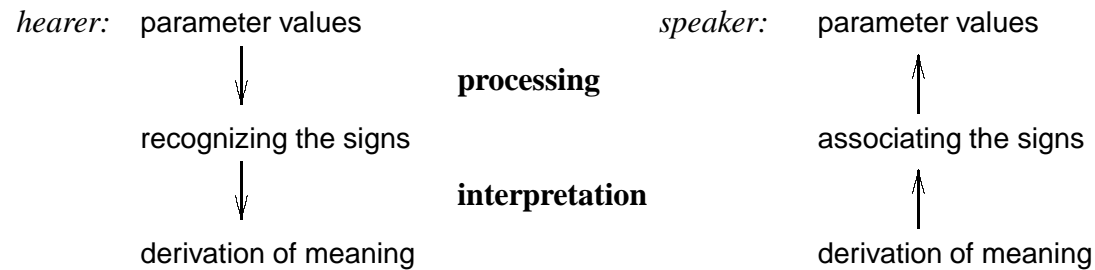 hearer: parameter values speaker: parameter values
processing
recognizing the signs associating the signs
interpretation
derivation of meaning derivation of meaning